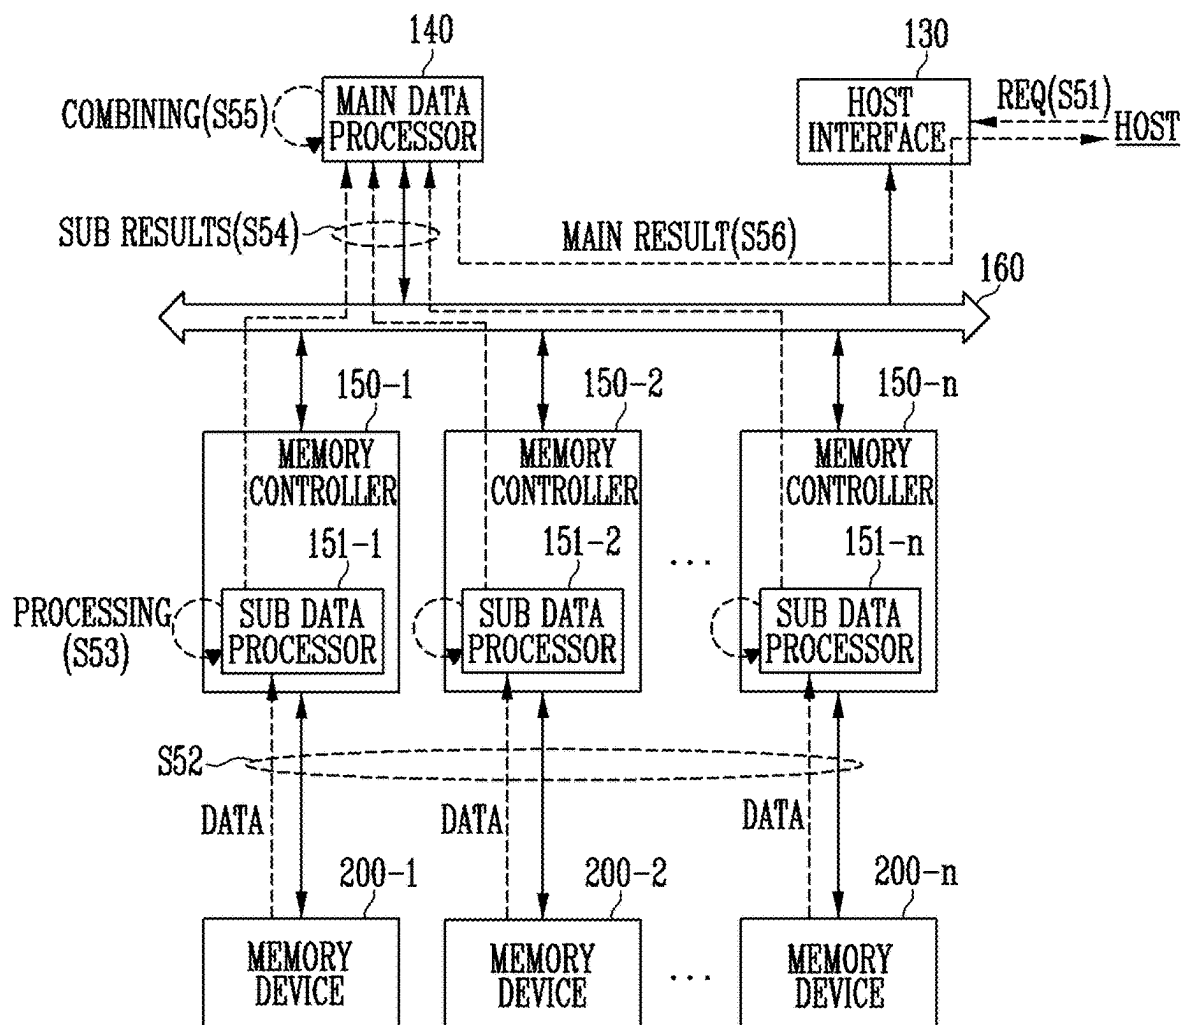 140
130
MAIN DATA
PROCESSOR
COMBINING(S55)
HOST
INTERFACE
REQ(S51)
HOST
SUB RESULTS(S54)
MAIN RESULT(S56)
160
150-1
150-2
150-n
MEMORY
CONTROLLER
MEMORY
CONTROLLER
MEMORY
CONTROLLER
151-1
151-2
151-n
...
PROCESSING
(S53)
SUB DATA
PROCESSOR
SUB DATA
PROCESSOR
SUB DATA
PROCESSOR
S52
DATA
DATA
DATA
200-1
200-2
200-n
MEMORY
DEVICE
MEMORY
DEVICE
...
MEMORY
DEVICE